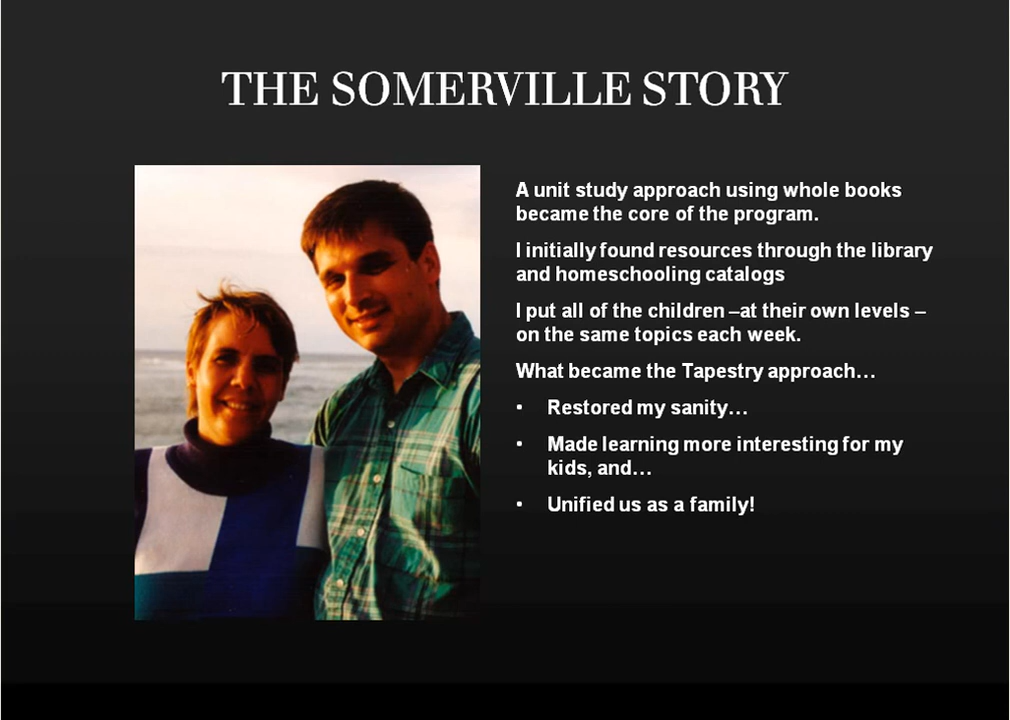 THE SOMERVILLE STORY
A unit study approach using whole books
became the core of the program.
I initially found resources through the library
and homeschooling catalogs
I put all of the children –at their own levels –
on the same topics each week.
What became the Tapestry approach…
• Restored my sanity…
• Made learning more interesting for my
kids, and…
• Unified us as a family!